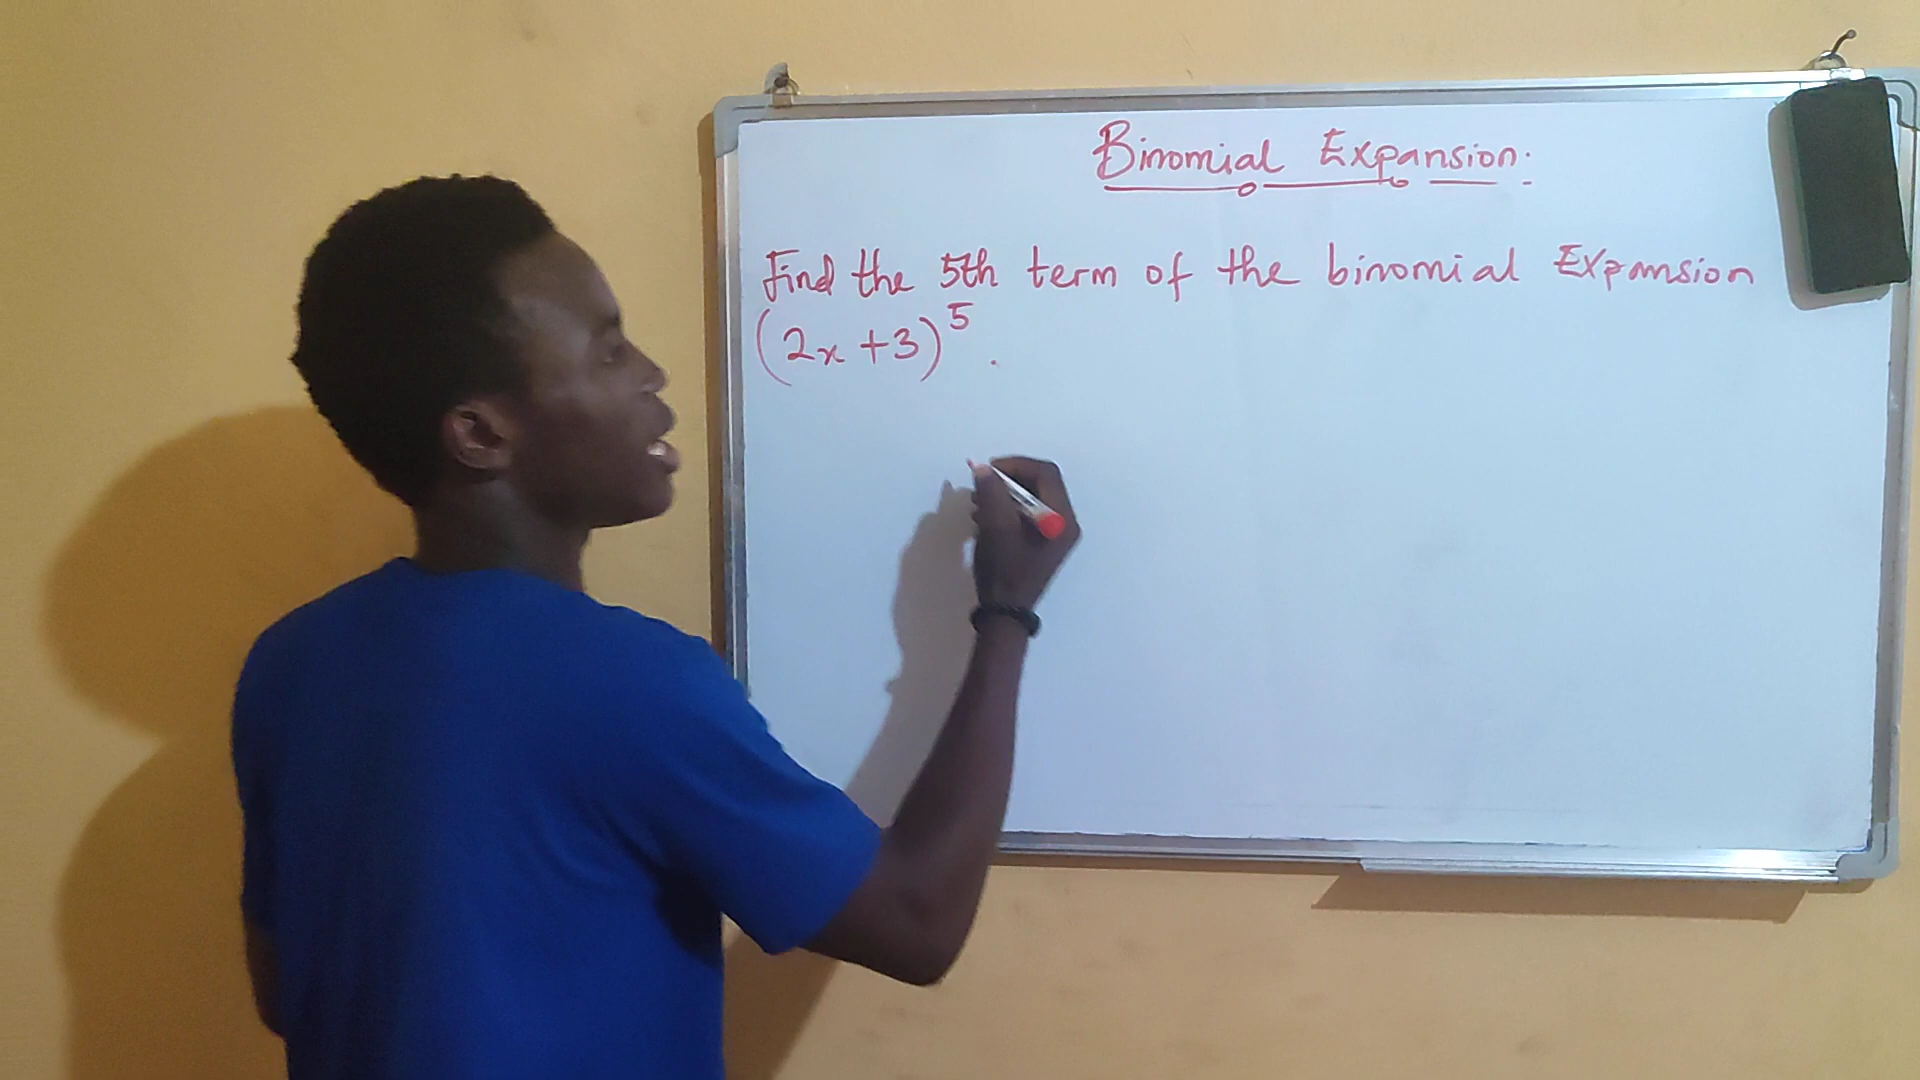 Binomial Expansion.
Find the 5th term of the binomial Expansion
(2x +3)⁵.